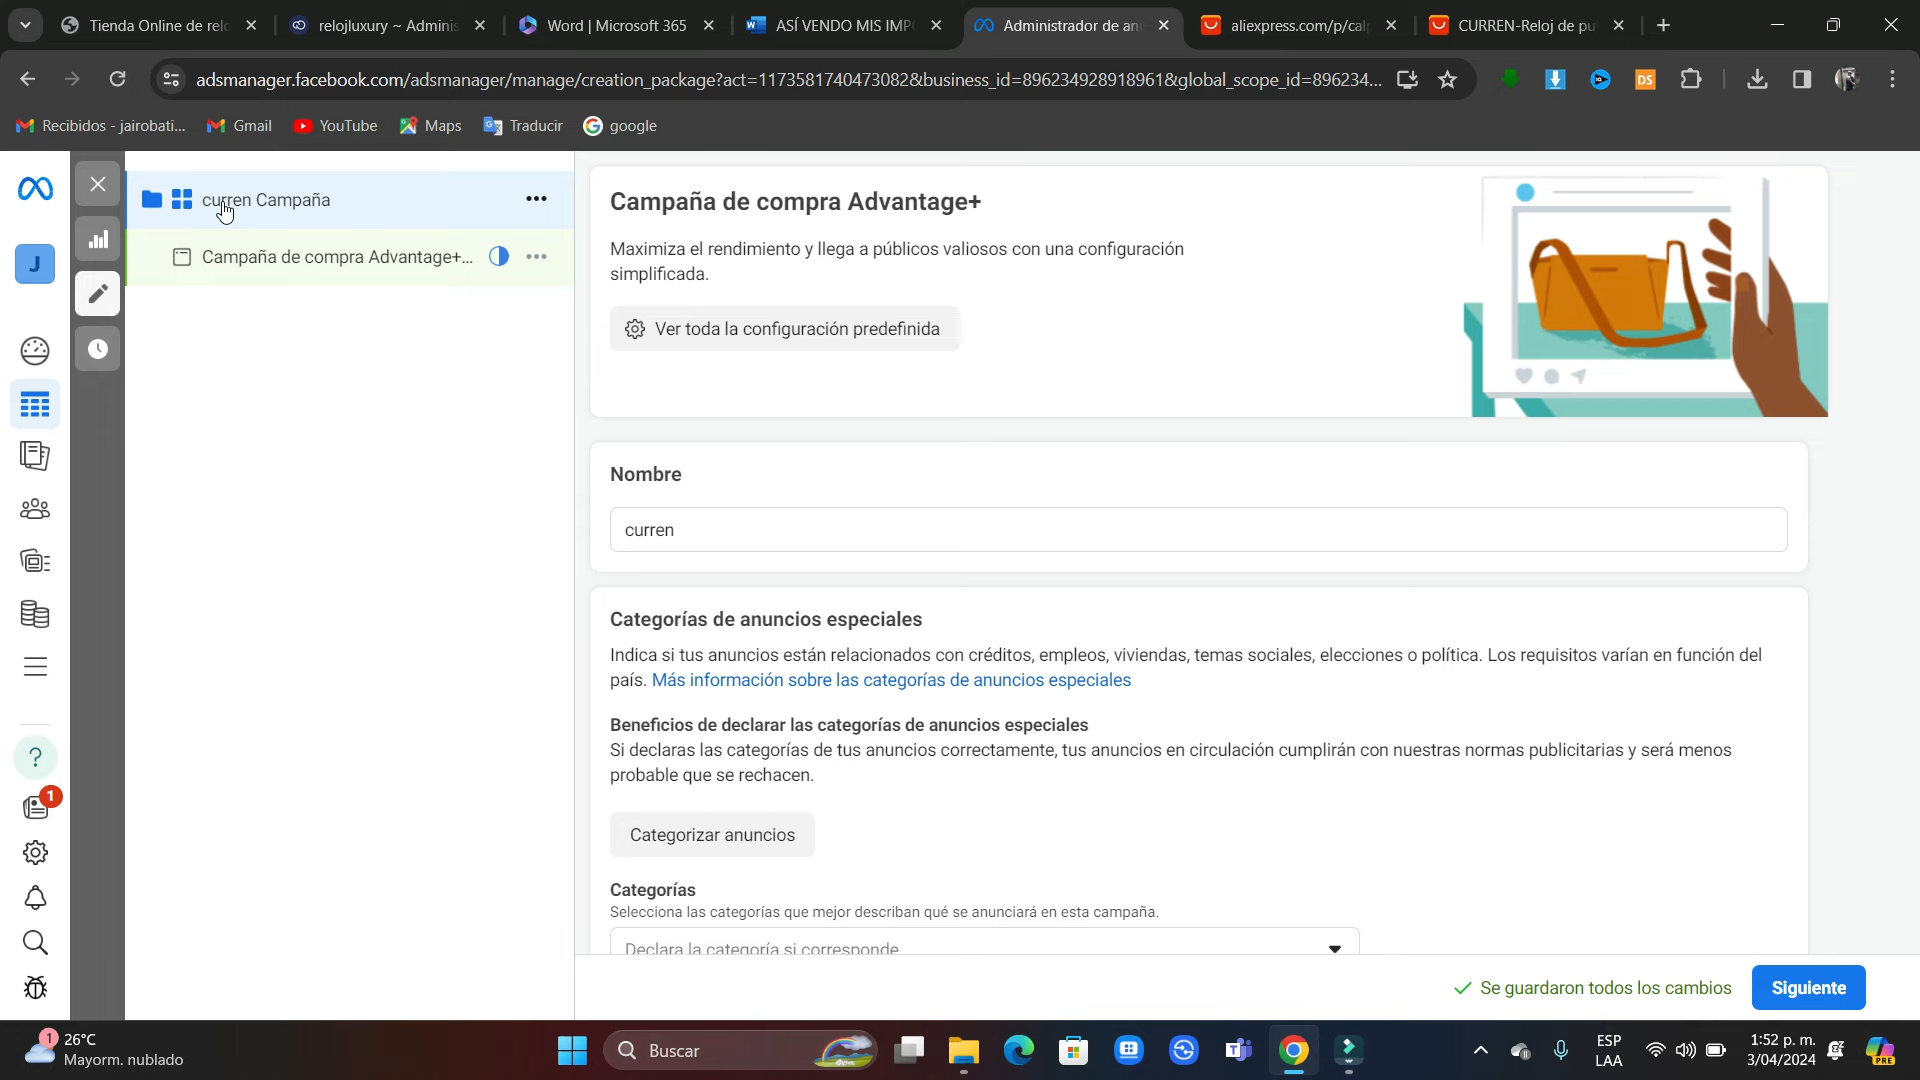 Tienda Online de relo
relojluxury ~ Adminis
Word | Microsoft 365
ASÍ VENDO MIS IMP
Administrador de an
aliexpress.com/p/cal
CURREN-Reloj de pu
adsmanager.facebook.com/adsmanager/manage/creation_package?act=1173581740473082&business_id=896234928918961&global_scope_id=896234...
DS
Recibidos - jairobati...
Gmail
YouTube
Maps
Traducir
google
J
curren Campaña
Campaña de compra Advantage+...
Campaña de compra Advantage+
Maximiza el rendimiento y llega a públicos valiosos con una configuración
simplificada.
Ver toda la configuración predefinida
Nombre
curren
Categorías de anuncios especiales
Indica si tus anuncios están relacionados con créditos, empleos, viviendas, temas sociales, elecciones o política. Los requisitos varían en función del
país. Más información sobre las categorías de anuncios especiales
Beneficios de declarar las categorías de anuncios especiales
Si declaras las categorías de tus anuncios correctamente, tus anuncios en circulación cumplirán con nuestras normas publicitarias y será menos
probable que se rechacen.
Categorizar anuncios
Categorías
Selecciona las categorías que mejor describan qué se anunciará en esta campaña.
Declara la categoría si corresponde
?
1
Se guardaron todos los cambios
Siguiente
1
26°C
Mayorm. nublado
Buscar
ESP
LAA
1:52 p. m.
3/04/2024
PRE